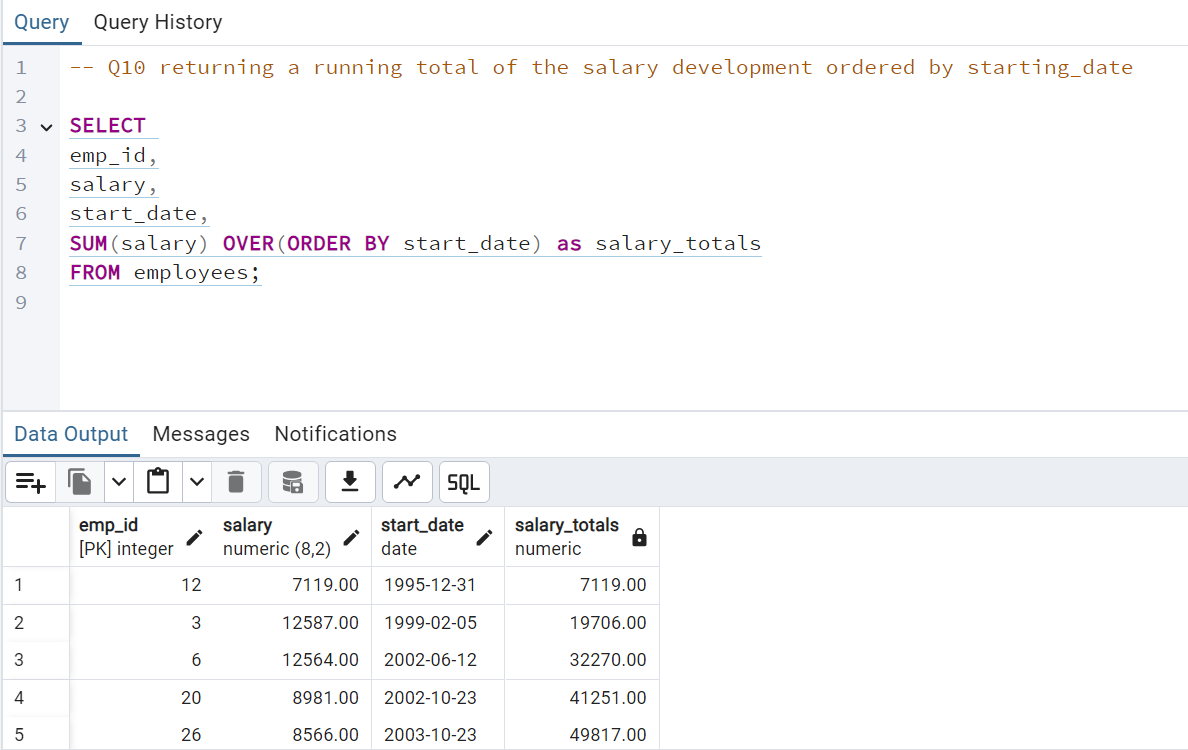 Query Query History
1 -- Q10 returning a running total of the salary development ordered by starting_date
2
3 SELECT
4 emp_id,
5 salary,
6 start_date,
7 SUM(salary) OVER(ORDER BY start_date) as salary_totals
8 FROM employees;
9
Data Output Messages Notifications
SQL
emp_id salary start_date salary_totals
[PK] integer numeric (8,2) date numeric
1 12 7119.00 1995-12-31 7119.00
2 3 12587.00 1999-02-05 19706.00
3 6 12564.00 2002-06-12 32270.00
4 20 8981.00 2002-10-23 41251.00
5 26 8566.00 2003-10-23 49817.00